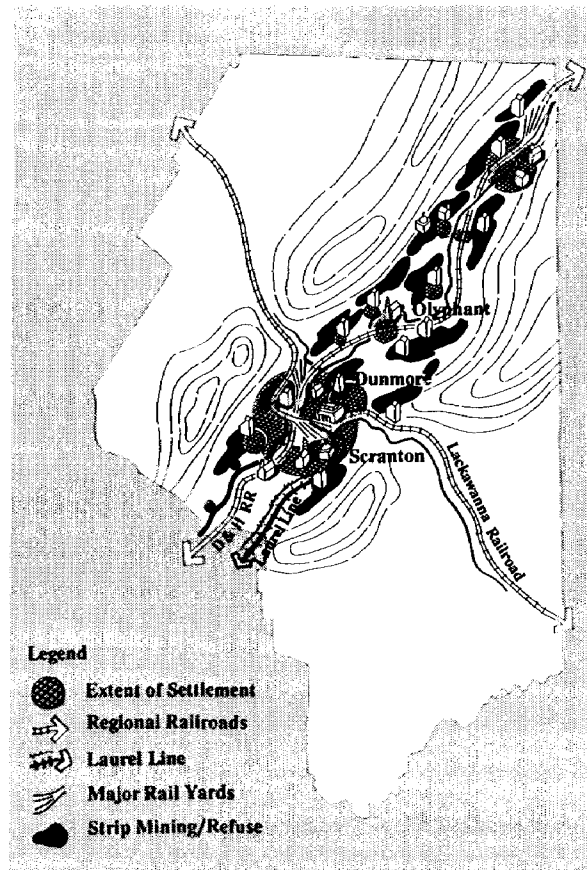 Olyphant
Dunmore
Scranton
D&H RR
Laurel Line
Lackawanna Railroad
Legend
Extent of Settlement
Regional Railroads
Laurel Line
Major Rail Yards
Strip Mining/Refuse